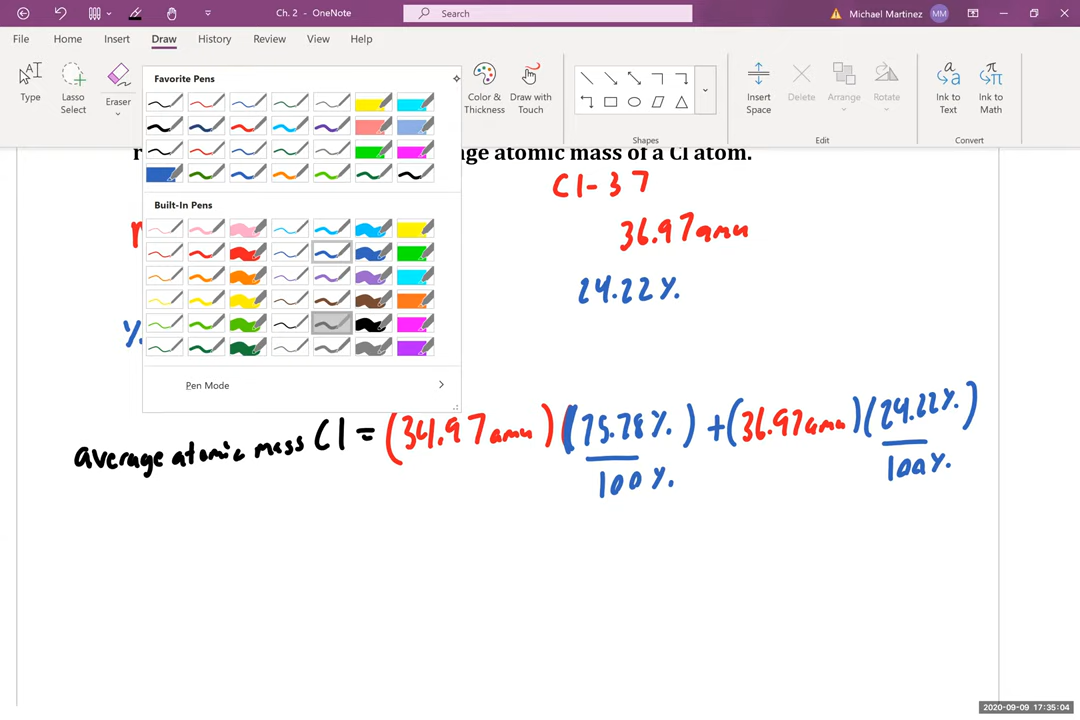 Ch. 2 - OneNote
Search
Michael Martinez MM
File Home Insert Draw History Review View Help
Type
Lasso Select
Eraser
Favorite Pens
Built-In Pens
Pen Mode
Color & Thickness
Draw with Touch
Shapes
Insert Space
Delete
Arrange
Rotate
Edit
Ink to Text
Ink to Math
Convert
age atomic mass of a Cl atom.
Cl-37
36.97amu
24.22%
%
average atomic mass Cl = (34.97amu)(75.78%)+(36.97amu)(24.22%)
100% 100%
2020-09-09 17:35:04